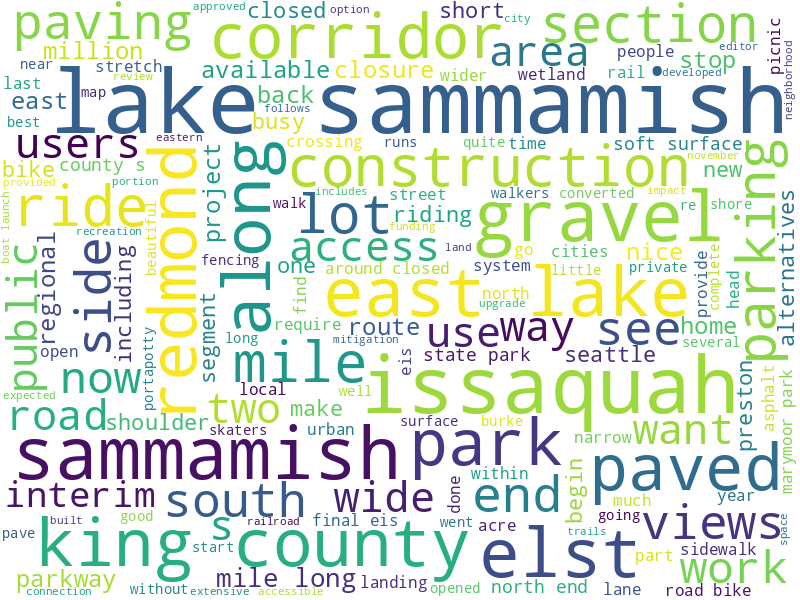 approved option
paving closed short city section
corridor
million available area people picnic
near stretch closure wider wetland stop editor
last review rail developed neighborhood
east map back follows
best lake sammamish
users busy eastern crossing runs quite time soft surface new
bike county s project construction
provided portion includes street walkers converted impact november
ride redmond along walk lot riding re shore parking
boat launch recreation beautiful access funding gravel
public regional side including fencing one around closed system land go cities little nice private provide complete head alternatives
open find east lake north
portapotty segment long require route use way see home several
upgrade
now mile mitigation eis state park seattle
expected local well issaquah preston asphalt marymoor park
road shoulder two make surface burke
skaters urban narrow want
sammamish park within begin much year
interim south wide done paved
end going trails space
s good final eis acre went views
pave built railroad part sidewalk
king county start elst work
parkway mile long landing opened north end lane road bike
connection without extensive accessible